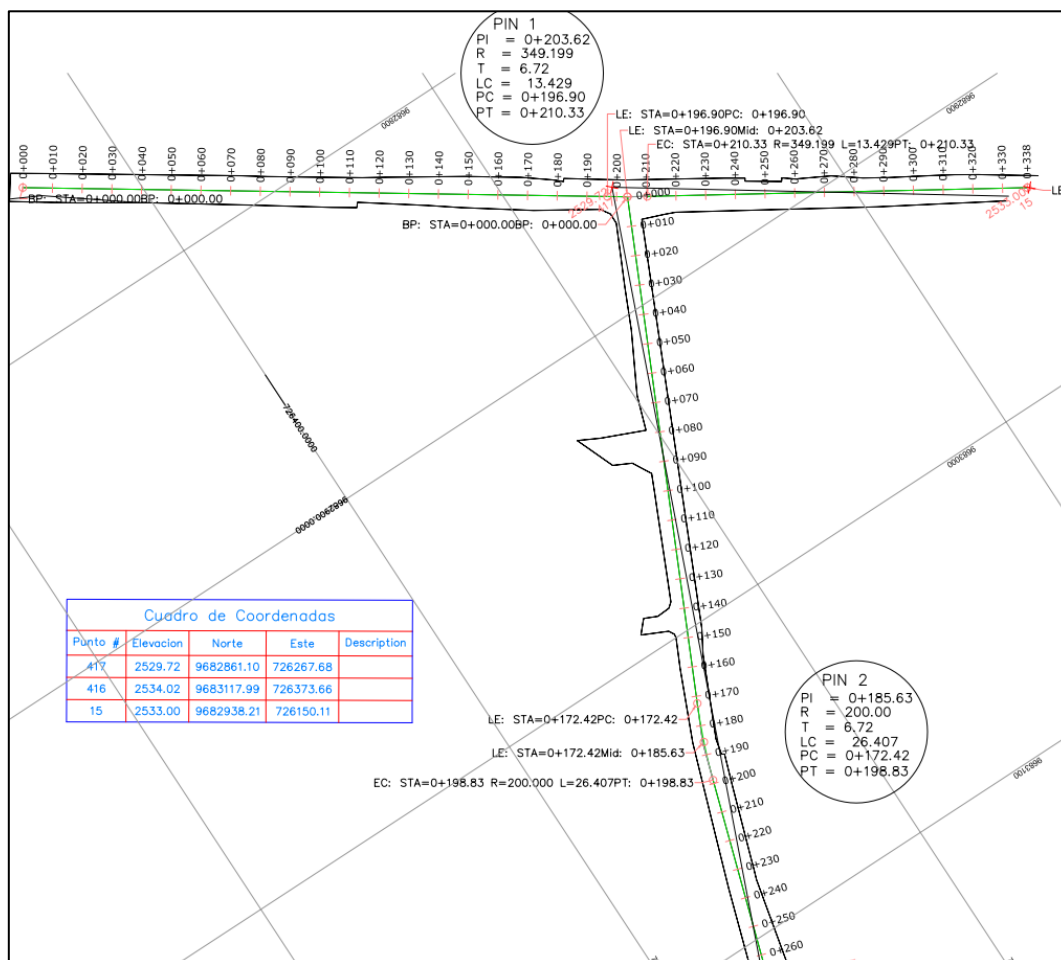 PIN 1
PI = 0+203.62
R = 349.199
T = 6.72
LC = 13.429
PC = 0+196.90
PT = 0+210.33
9682800
9682900
LE: STA=0+196.90PC: 0+196.90
LE: STA=0+196.90Mid: 0+203.62
EC: STA=0+210.33 R=349.199 L=13.429PT: 0+210.33
0+000
0+010
0+020
0+030
0+040
0+050
0+060
0+070
0+080
0+090
0+100
0+110
0+120
0+130
0+140
0+150
0+160
0+170
0+180
0+190
0+200
0+210
0+220
0+230
0+240
0+250
0+260
0+270
0+280
0+290
0+300
0+310
0+320
0+330
0+338
LE
BP: STA=0+000.00BP: 0+000.00
2529.72
2533.00
15
BP: STA=0+000.00BP: 0+000.00
0+000
0+010
0+020
0+030
0+040
0+050
0+060
0+070
0+080
0+090
0+100
0+110
0+120
0+130
0+140
0+150
0+160
0+170
0+180
0+190
0+200
0+210
0+220
0+230
0+240
0+250
0+260
726400.0000
9682900.0000
9683000
9683100
Cuadro de Coordenadas
Punto # Elevacion Norte Este Description
417 2529.72 9682861.10 726267.68
416 2534.02 9683117.99 726373.66
15 2533.00 9682938.21 726150.11
LE: STA=0+172.42PC: 0+172.42
LE: STA=0+172.42Mid: 0+185.63
EC: STA=0+198.83 R=200.000 L=26.407PT: 0+198.83
PIN 2
PI = 0+185.63
R = 200.00
T = 6.72
LC = 26.407
PC = 0+172.42
PT = 0+198.83